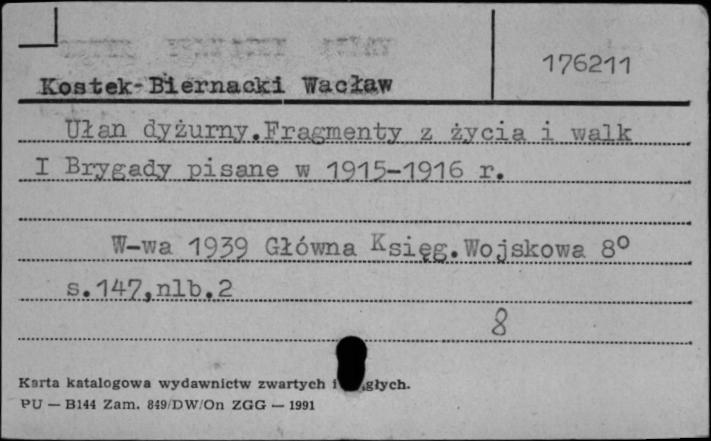 176211
Kostek-Biernacki Wacław
Ułan dyżurny.Fragmenty z życia i walk
I Brygady pisane w 1915-1916 r.
W-wa 1939 Główna Księg.Wojskowa 8°
s.147,nlb.2
8
Karta katalogowa wydawnictw zwartych i głych.
PU — B144 Zam. 849/DW/On ZGG — 1991